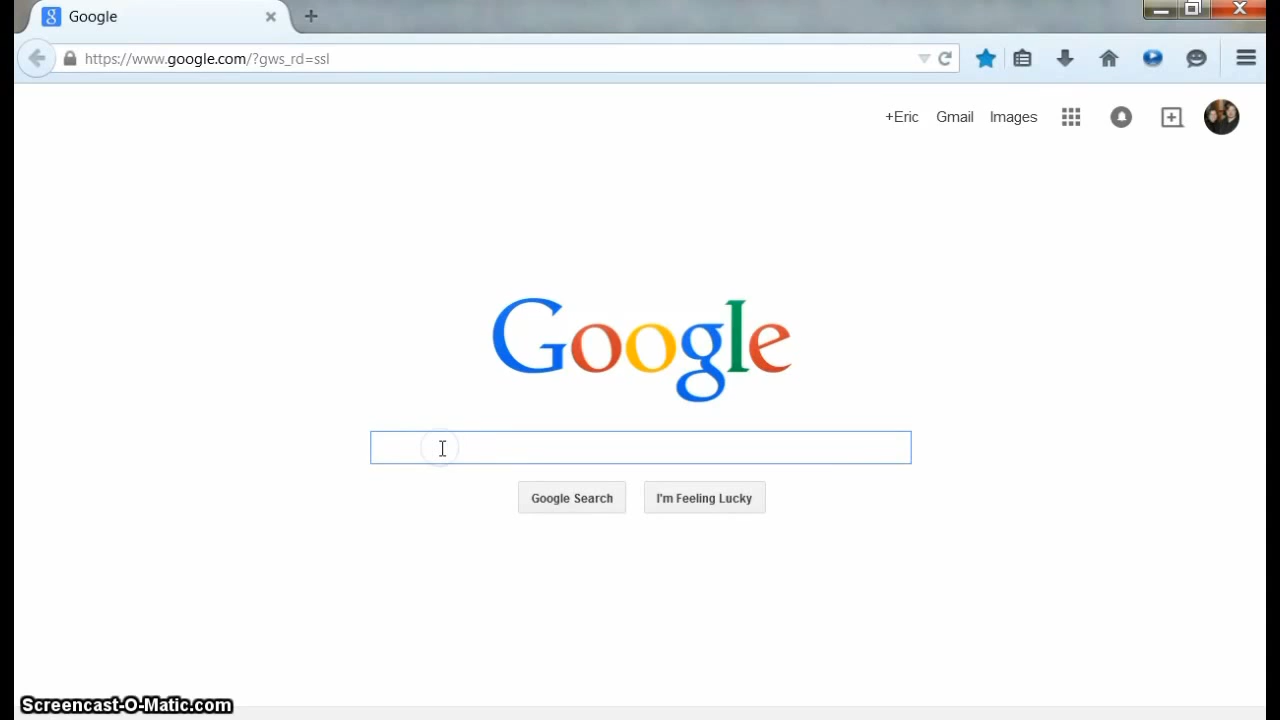 Google
https://www.google.com/?gws_rd=ssl
+Eric Gmail Images
Google
Google Search I'm Feeling Lucky
Screencast-O-Matic.com